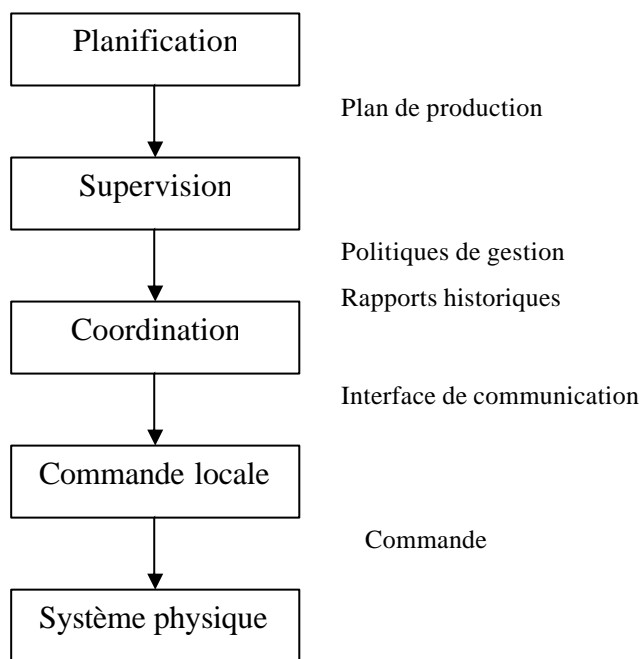 Planification
Plan de production
Supervision
Politiques de gestion
Rapports historiques
Coordination
Interface de communication
Commande locale
Commande
Système physique